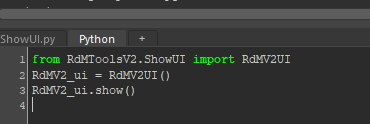 ShowUI.py Python +
1 from RdMToolsV2.ShowUI import RdMV2UI
2 RdMV2_ui = RdMV2UI()
3 RdMV2_ui.show()
4